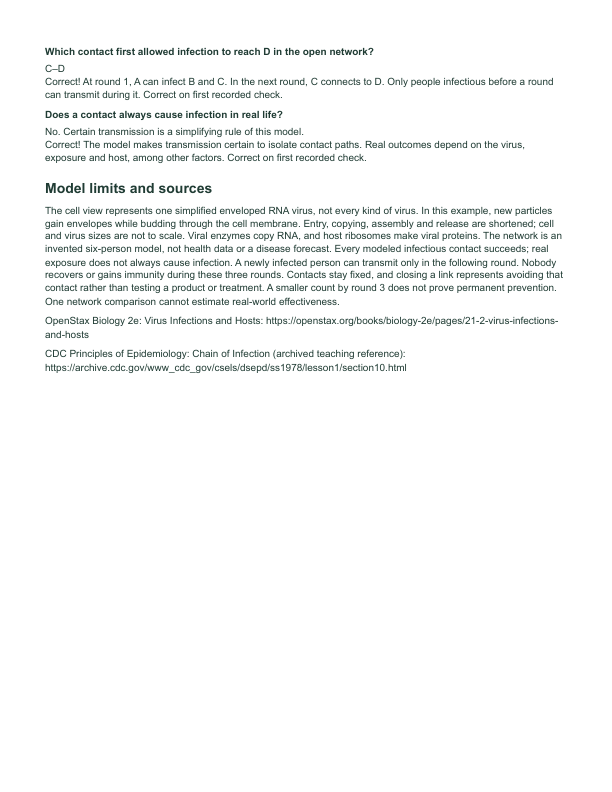 Which contact first allowed infection to reach D in the open network?
C–D
Correct! At round 1, A can infect B and C. In the next round, C connects to D. Only people infectious before a round
can transmit during it. Correct on first recorded check.
Does a contact always cause infection in real life?
No. Certain transmission is a simplifying rule of this model.
Correct! The model makes transmission certain to isolate contact paths. Real outcomes depend on the virus,
exposure and host, among other factors. Correct on first recorded check.
Model limits and sources
The cell view represents one simplified enveloped RNA virus, not every kind of virus. In this example, new particles
gain envelopes while budding through the cell membrane. Entry, copying, assembly and release are shortened; cell
and virus sizes are not to scale. Viral enzymes copy RNA, and host ribosomes make viral proteins. The network is an
invented six-person model, not health data or a disease forecast. Every modeled infectious contact succeeds; real
exposure does not always cause infection. A newly infected person can transmit only in the following round. Nobody
recovers or gains immunity during these three rounds. Contacts stay fixed, and closing a link represents avoiding that
contact rather than testing a product or treatment. A smaller count by round 3 does not prove permanent prevention.
One network comparison cannot estimate real-world effectiveness.
OpenStax Biology 2e: Virus Infections and Hosts: https://openstax.org/books/biology-2e/pages/21-2-virus-infections-
and-hosts
CDC Principles of Epidemiology: Chain of Infection (archived teaching reference):
https://archive.cdc.gov/www_cdc_gov/csels/dsepd/ss1978/lesson1/section10.html